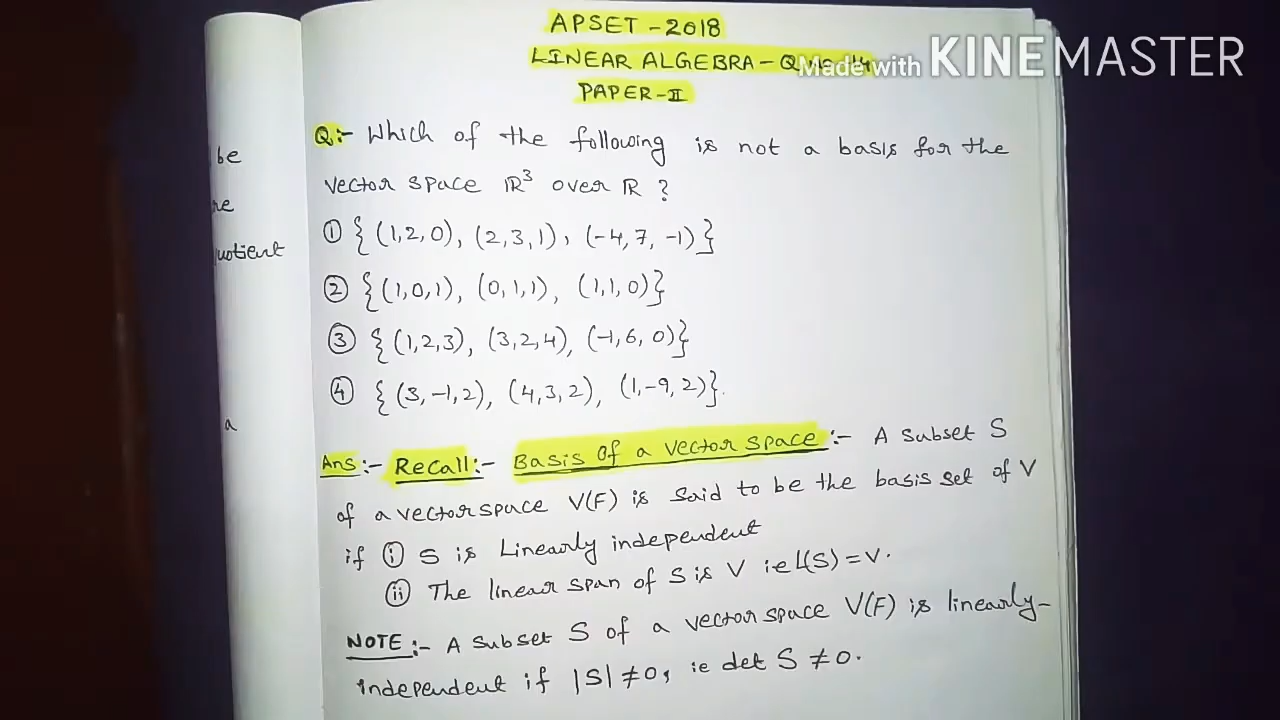 APSET - 2018
LINEAR ALGEBRA - Q
Made with KINEMASTER
PAPER - II
be
re
quotient
a
Q:- Which of the following is not a basis for the
vector space ℝ³ over ℝ ?
① { (1,2,0), (2,3,1), (-4,7,-1)}
② {(1,0,1), (0,1,1), (1,1,0)}
③ {(1,2,3), (3,2,4), (-1,6,0)}
④ {(3,-1,2), (4,3,2), (1,-9,2)}.
Ans:- Recall:- Basis Of a vector space :- A subset S
of a vector space V(F) is said to be the basis set of V
if ⓘ S is Linearly independent
ⓘⓘ The linear span of S is V ie L(S) = V.
NOTE:- A subset S of a vector space V(F) is linearly-
independent if |S| ≠ 0, ie det S ≠ 0.